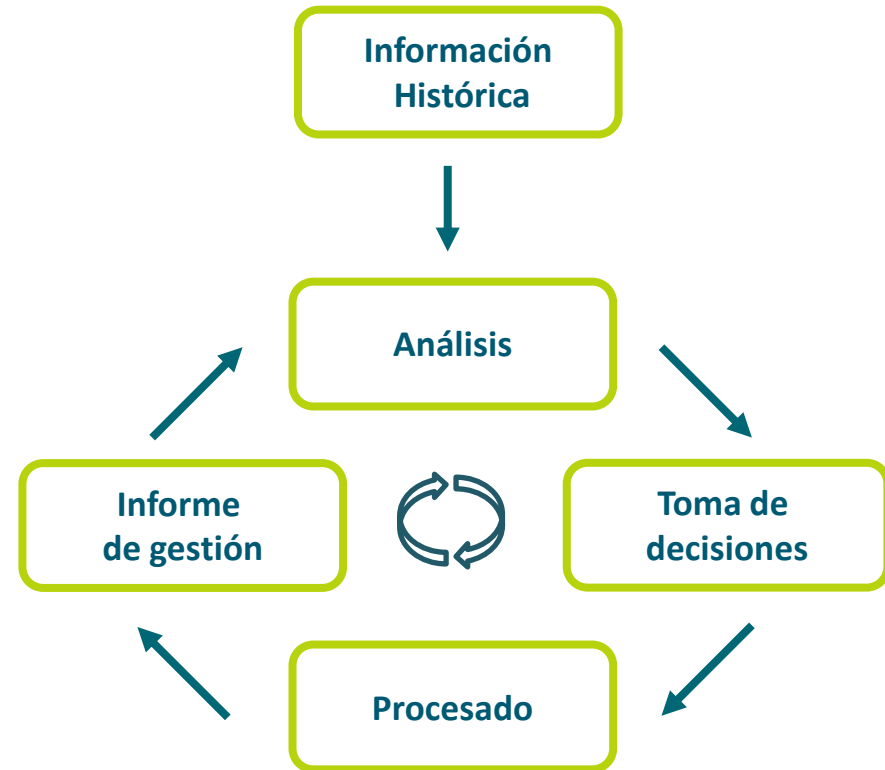 Información
Histórica
Análisis
Informe
de gestión
Toma de
decisiones
Procesado